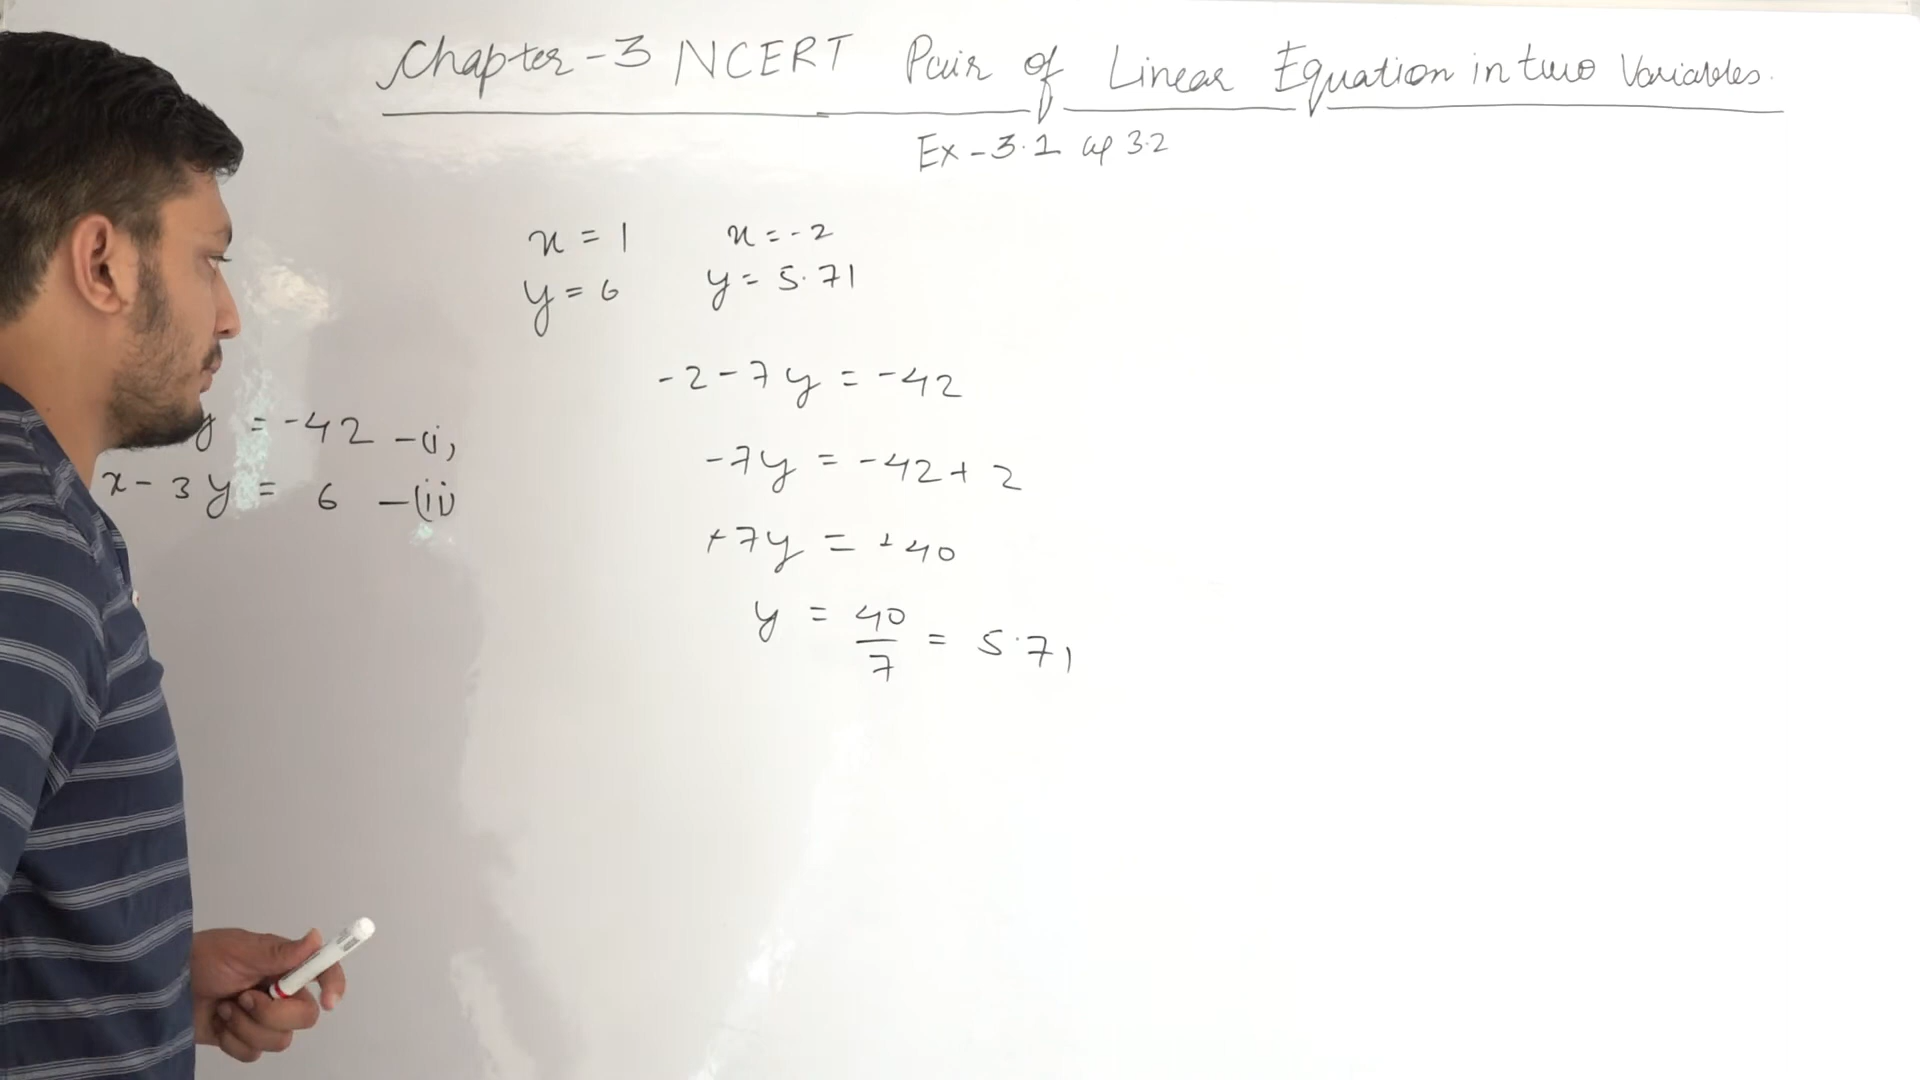 Chapter-3 NCERT Pair of Linear Equation in two Variables.
Ex-3.1 3.2
x = 1
y = 6
x = -2
y = 5.71
y = -42 -(i)
x - 3y = 6 -(ii)
-2 - 7y = -42
-7y = -42 + 2
+7y = +40
y = 40/7 = 5.71